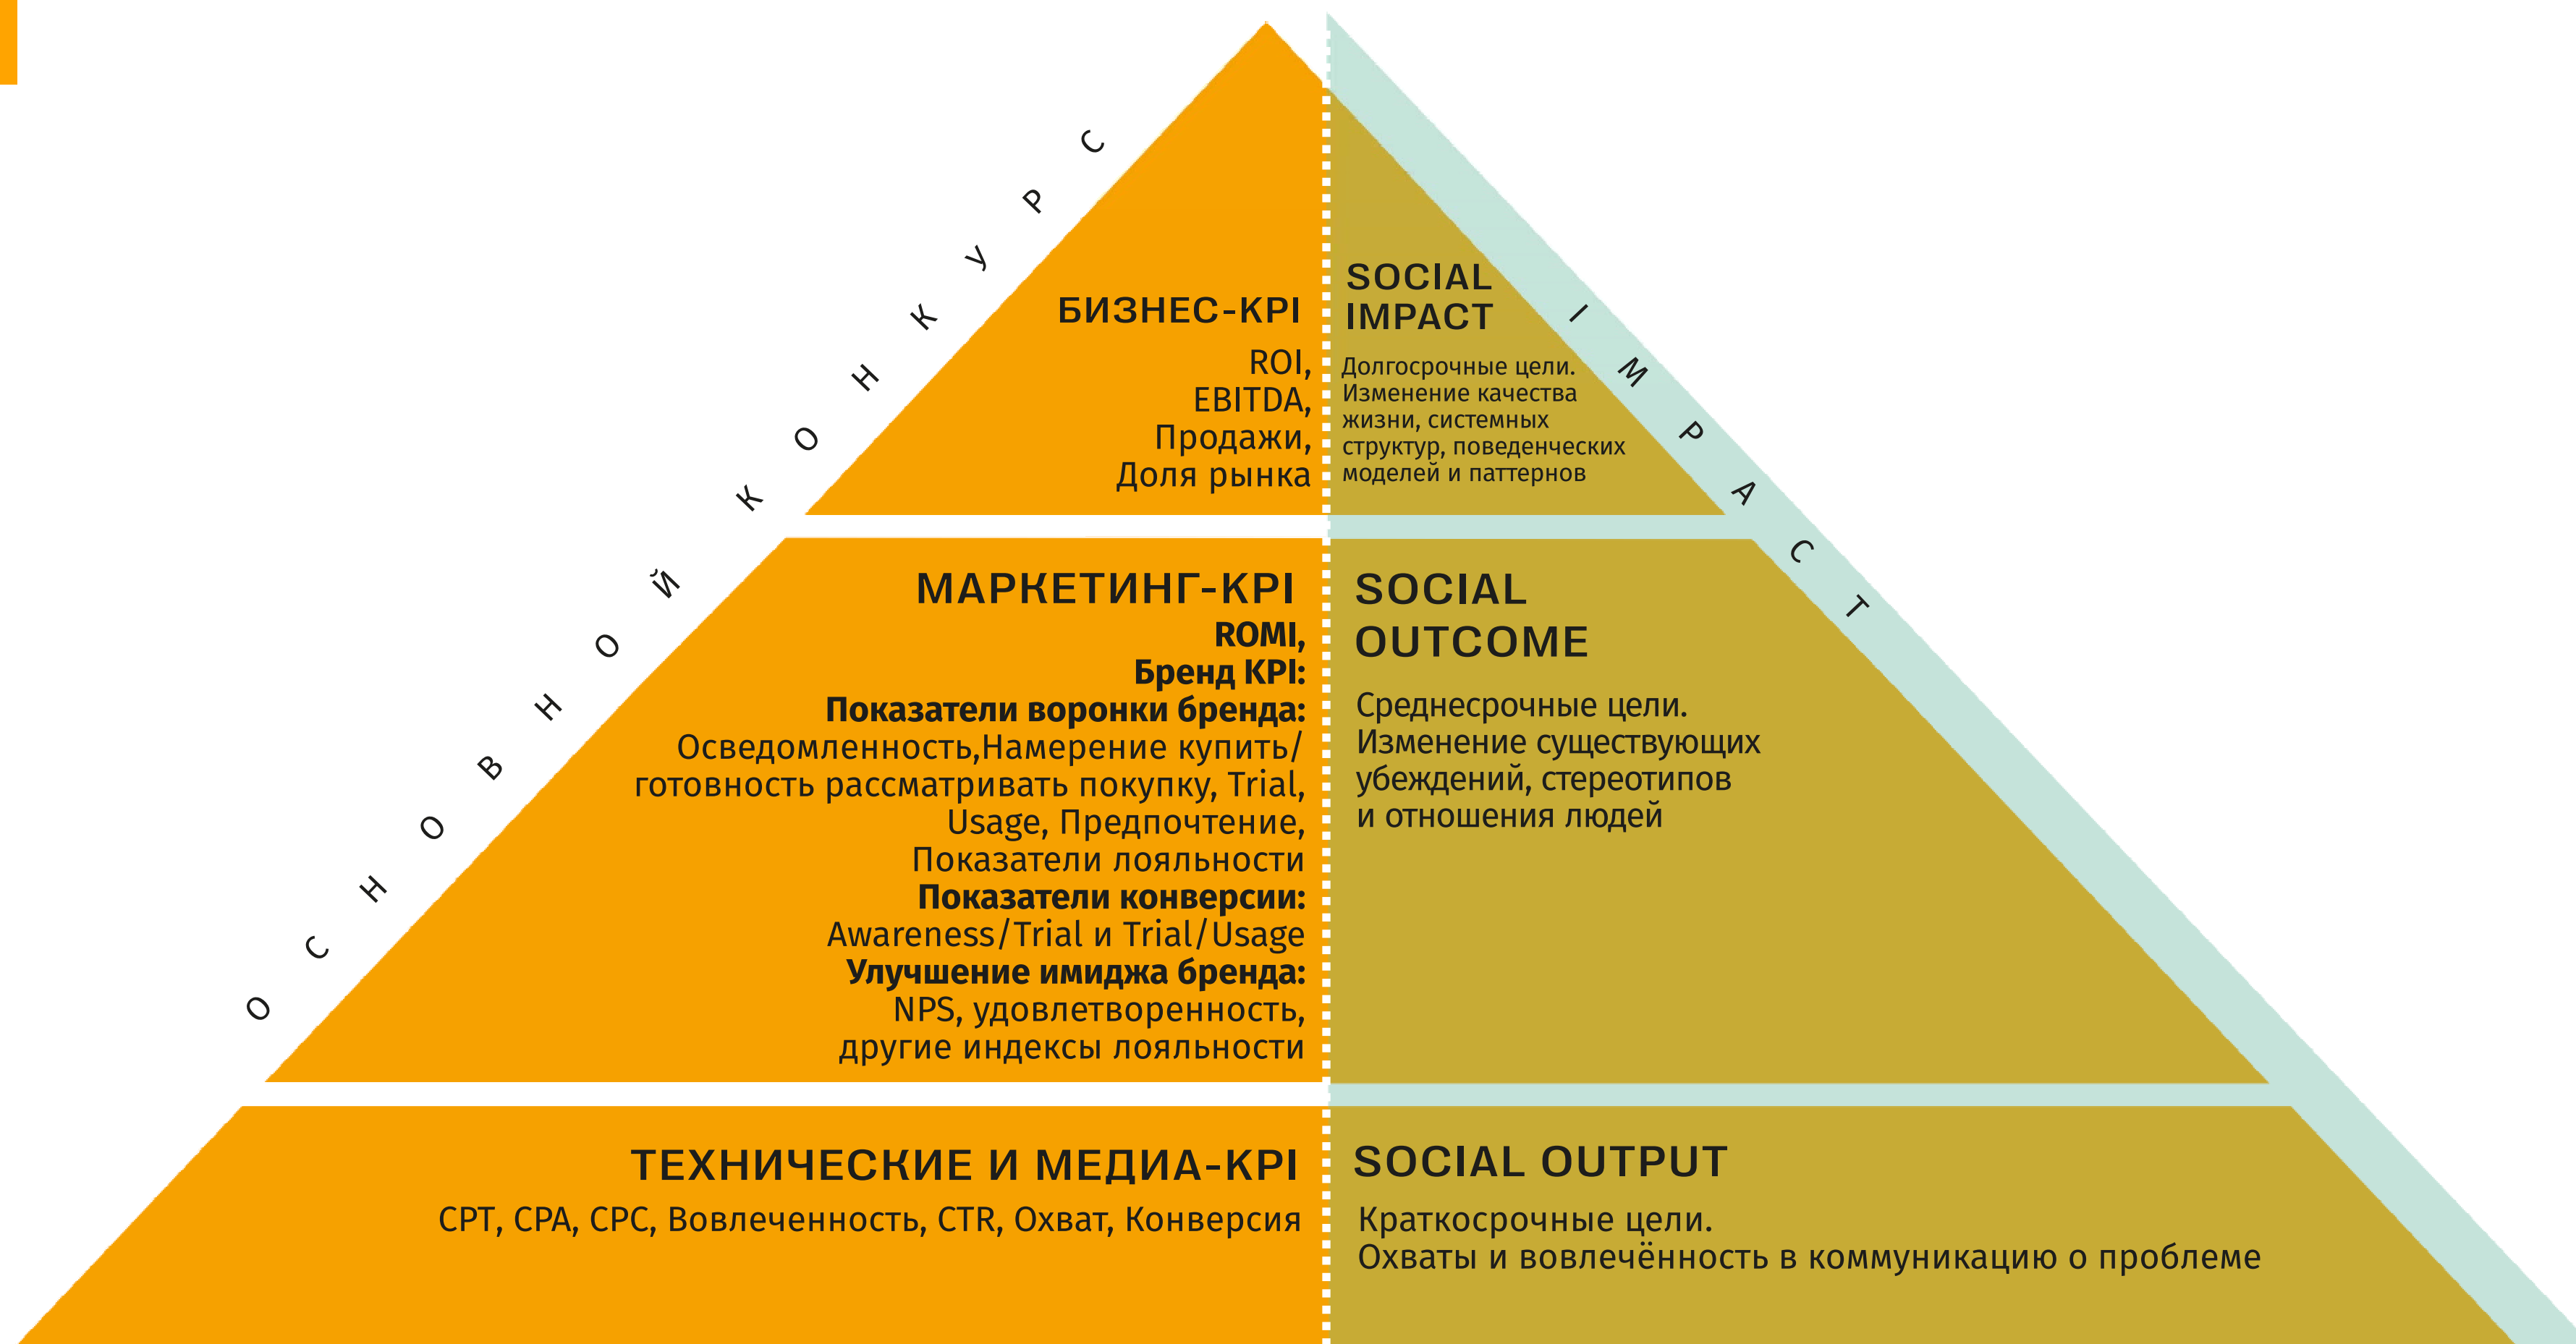 ОСНОВНОЙ КОНКУРС
IMPACT
БИЗНЕС-KPI
ROI,
EBITDA,
Продажи,
Доля рынка
SOCIAL
IMPACT
Долгосрочные цели.
Изменение качества
жизни, системных
структур, поведенческих
моделей и паттернов
МАРКЕТИНГ-KPI
ROMI,
Бренд KPI:
Показатели воронки бренда:
Осведомленность,Намерение купить/
готовность рассматривать покупку, Trial,
Usage, Предпочтение,
Показатели лояльности
Показатели конверсии:
Awareness/Trial и Trial/Usage
Улучшение имиджа бренда:
NPS, удовлетворенность,
другие индексы лояльности
SOCIAL
OUTCOME
Среднесрочные цели.
Изменение существующих
убеждений, стереотипов
и отношения людей
ТЕХНИЧЕСКИЕ И МЕДИА-KPI
CPT, CPA, CPC, Вовлеченность, CTR, Охват, Конверсия
SOCIAL OUTPUT
Краткосрочные цели.
Охваты и вовлечённость в коммуникацию о проблеме